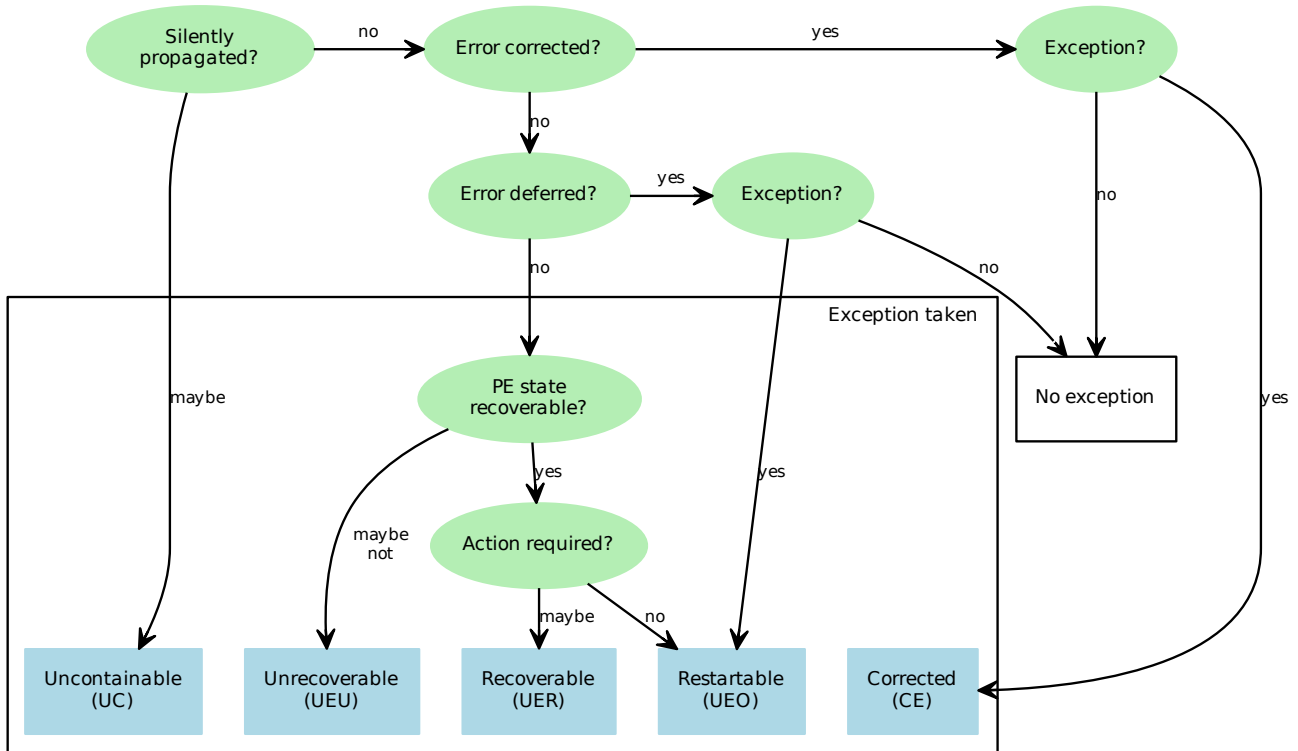 Silently
propagated?
no
Error corrected?
yes
Exception?
no
Error deferred?
yes
Exception?
no
no
no
Exception taken
maybe
PE state
recoverable?
No exception
yes
yes
yes
maybe
not
Action required?
maybe
no
Uncontainable
(UC)
Unrecoverable
(UEU)
Recoverable
(UER)
Restartable
(UEO)
Corrected
(CE)